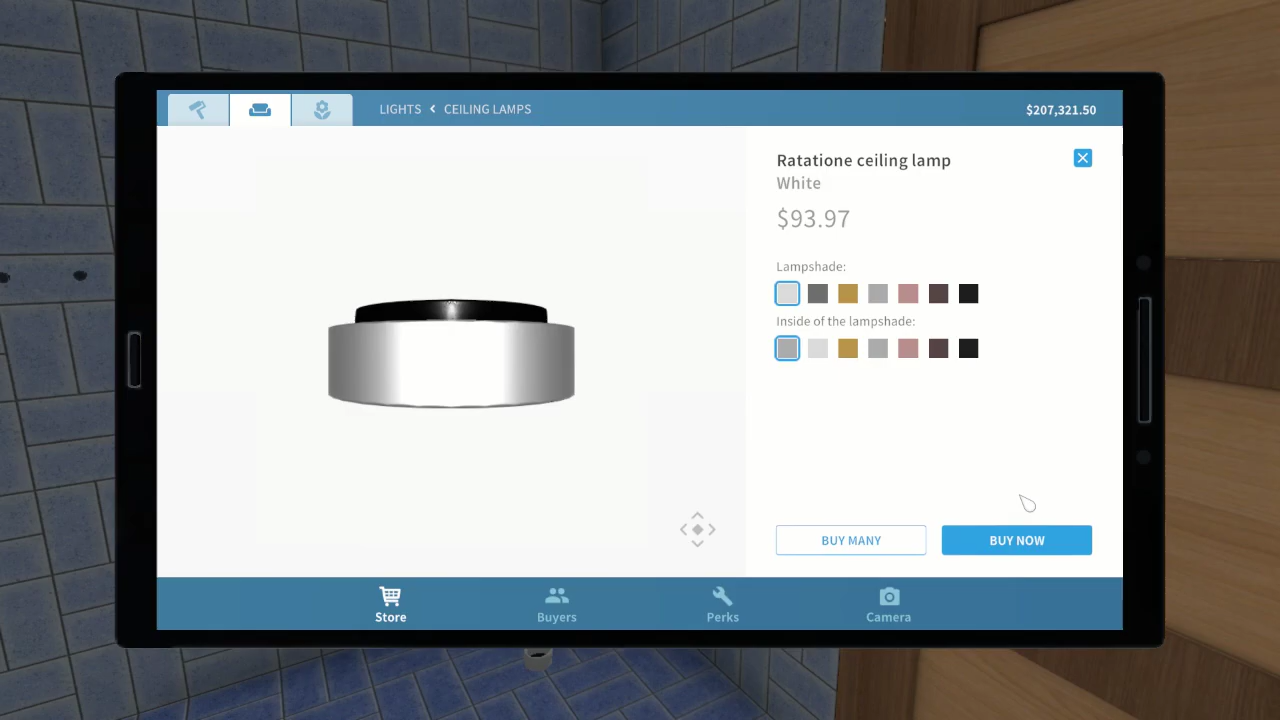 LIGHTS < CEILING LAMPS
$207,321.50
Ratatione ceiling lamp
White
$93.97
Lampshade:
Inside of the lampshade:
BUY MANY
BUY NOW
Store
Buyers
Perks
Camera